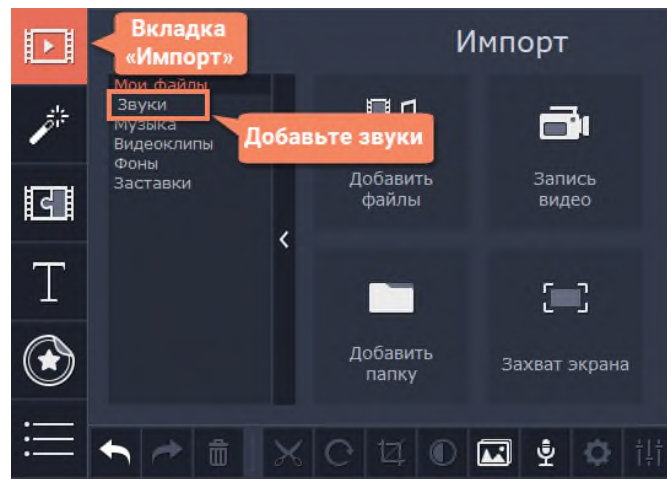 Вкладка
«Импорт»
Импорт
Мои файлы
Звуки
Музыка
Видеоклипы
Фоны
Заставки
Добавьте звуки
Добавить
файлы
Запись
видео
Добавить
папку
Захват экрана